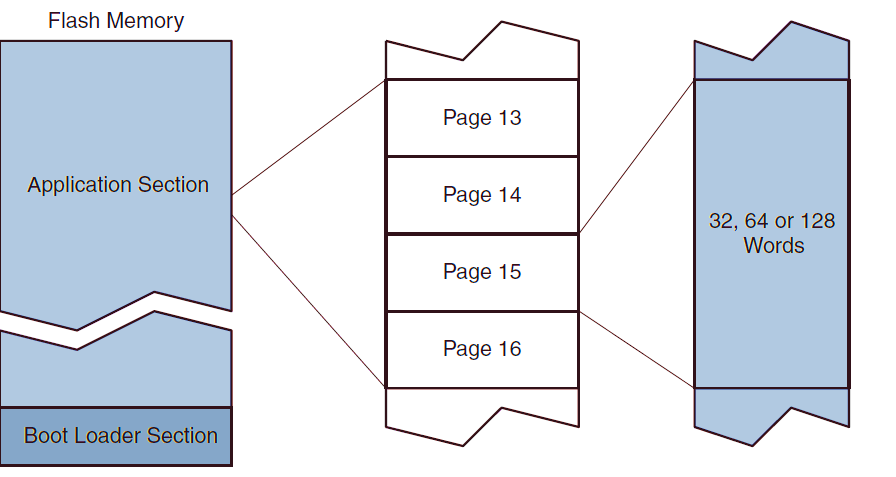 Flash Memory
Application Section
Boot Loader Section
Page 13
Page 14
Page 15
Page 16
32, 64 or 128
Words